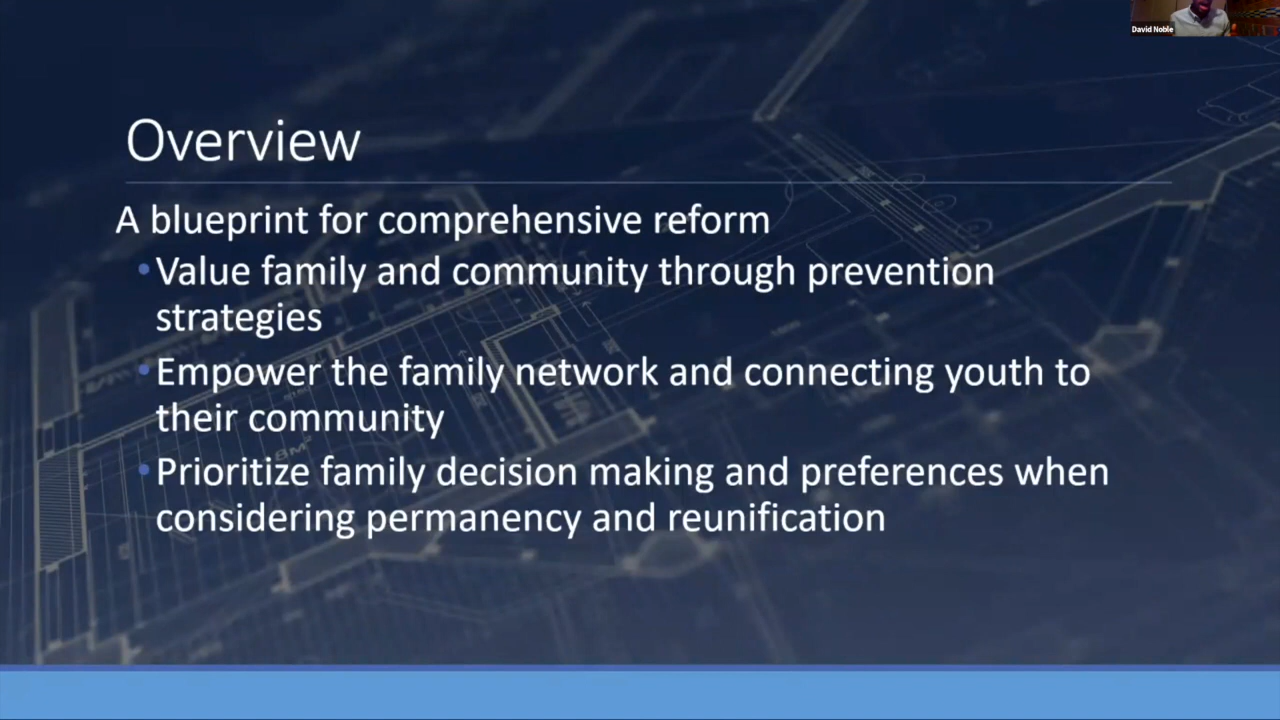 David Noble
Overview
A blueprint for comprehensive reform
•Value family and community through prevention
strategies
•Empower the family network and connecting youth to
their community
•Prioritize family decision making and preferences when
considering permanency and reunification